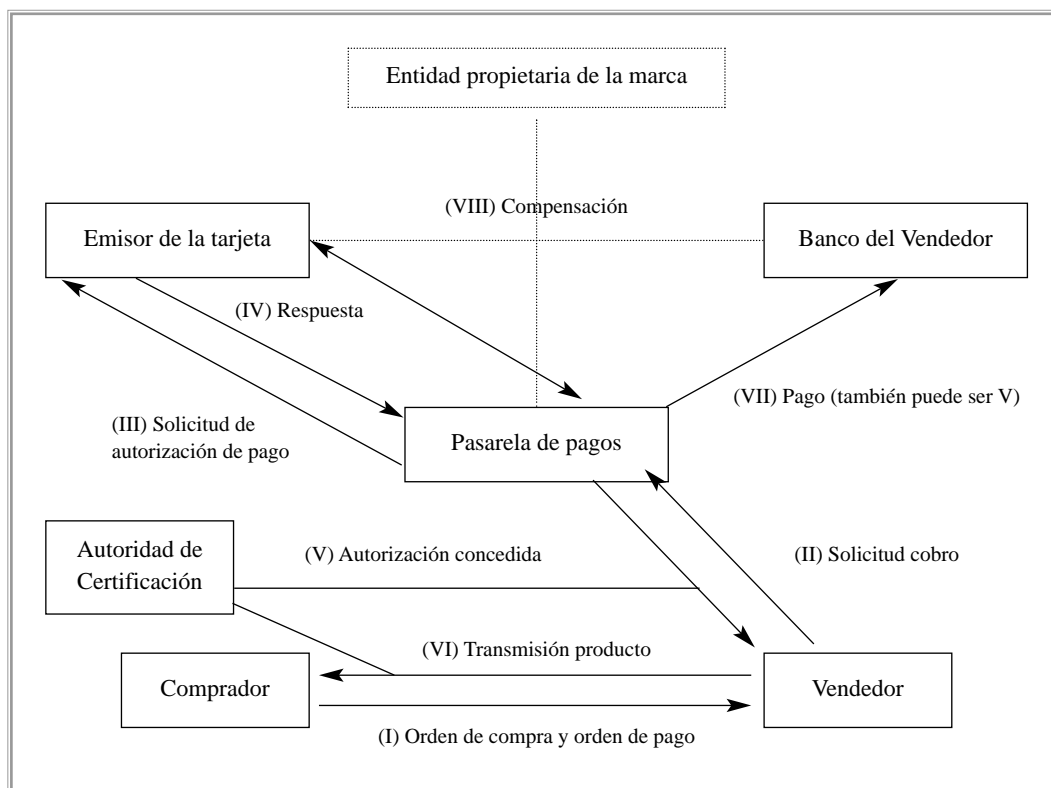 Entidad propietaria de la marca
(VIII) Compensación
Emisor de la tarjeta
Banco del Vendedor
(IV) Respuesta
(VII) Pago (también puede ser V)
(III) Solicitud de
autorización de pago
Pasarela de pagos
Autoridad de
Certificación
(V) Autorización concedida
(II) Solicitud cobro
(VI) Transmisión producto
Comprador
Vendedor
(I) Orden de compra y orden de pago